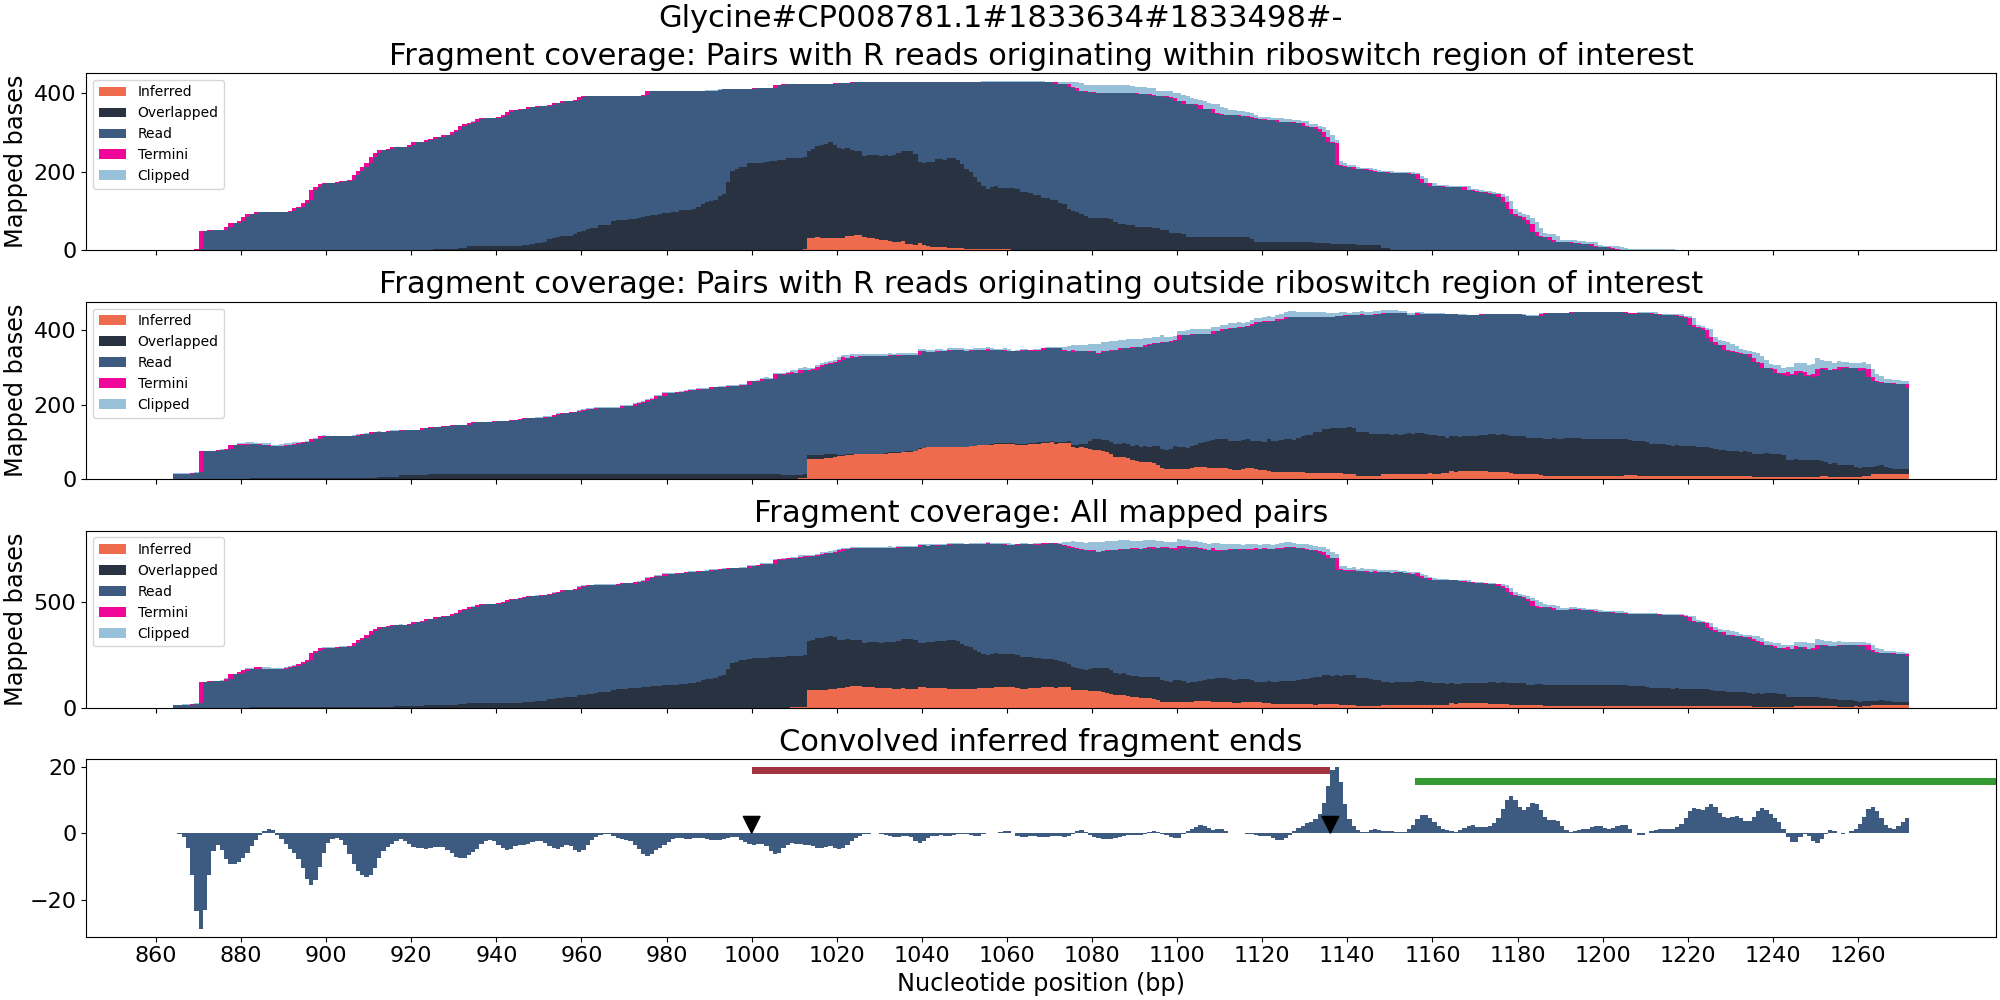 Glycine#CP008781.1#1833634#1833498#-
Fragment coverage: Pairs with R reads originating within riboswitch region of interest
Mapped bases
400
200
0
Inferred
Overlapped
Read
Termini
Clipped
Fragment coverage: Pairs with R reads originating outside riboswitch region of interest
Mapped bases
400
200
0
Inferred
Overlapped
Read
Termini
Clipped
Fragment coverage: All mapped pairs
Mapped bases
500
0
Inferred
Overlapped
Read
Termini
Clipped
Convolved inferred fragment ends
20
0
−20
860 880 900 920 940 960 980 1000 1020 1040 1060 1080 1100 1120 1140 1160 1180 1200 1220 1240 1260
Nucleotide position (bp)